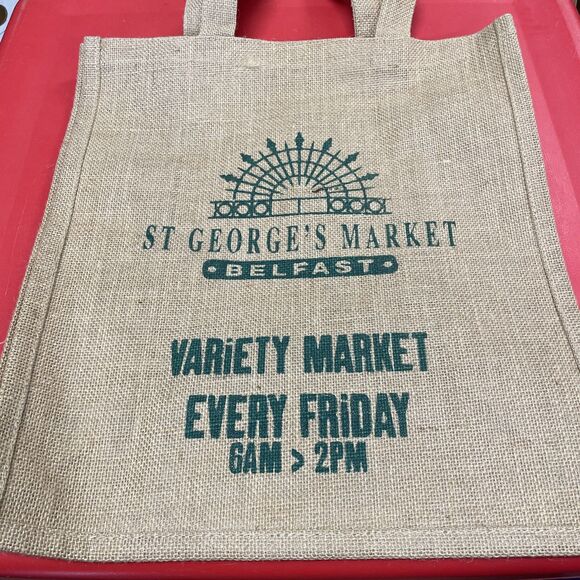 ST GEORGE'S MARKET
• BELFAST •
VARiETY MARKET
EVERY FRiDAY
6AM > 2PM